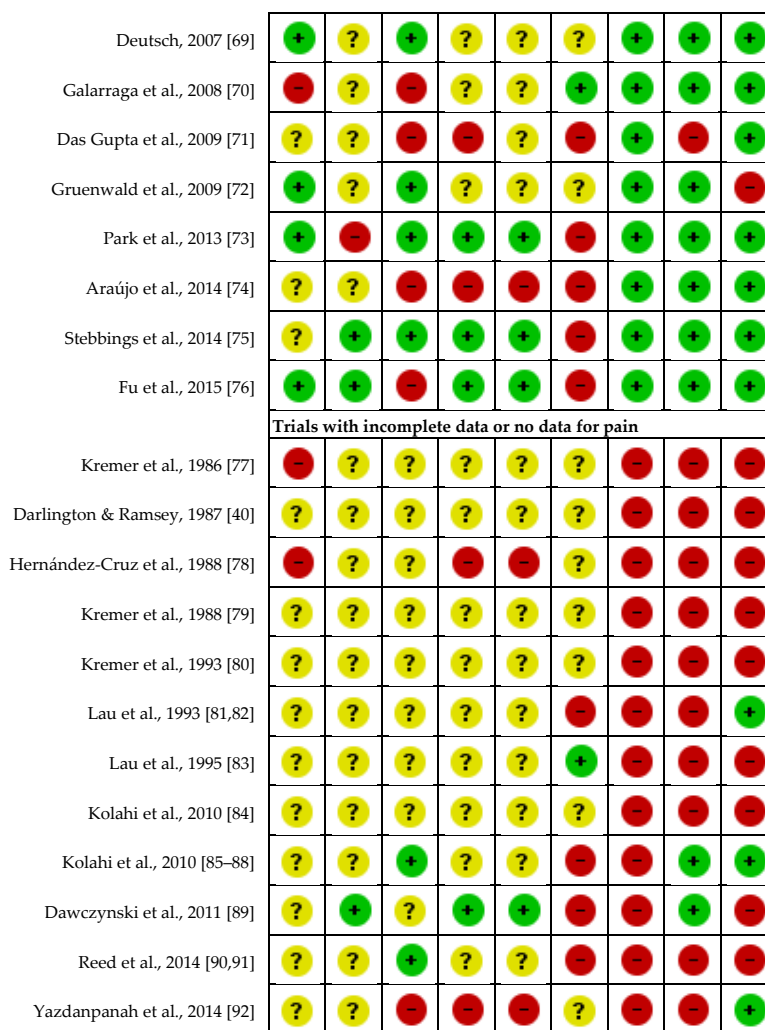 Deutsch, 2007 [69] + ? + ? ? ? + + +
Galarraga et al., 2008 [70] - ? - ? ? + + + +
Das Gupta et al., 2009 [71] ? ? - - ? - + - +
Gruenwald et al., 2009 [72] + ? + ? ? ? + + -
Park et al., 2013 [73] + - + + + - + + +
Araújo et al., 2014 [74] ? ? - - - - + + +
Stebbings et al., 2014 [75] ? + + + + - + + +
Fu et al., 2015 [76] + + - + + - + + +
Trials with incomplete data or no data for pain
Kremer et al., 1986 [77] - ? ? ? ? ? - - -
Darlington & Ramsey, 1987 [40] ? ? ? ? ? ? - - -
Hernández-Cruz et al., 1988 [78] - ? ? - - ? - - -
Kremer et al., 1988 [79] ? ? ? ? ? ? - - -
Kremer et al., 1993 [80] ? ? ? ? ? ? - - -
Lau et al., 1993 [81,82] ? ? ? ? ? - - - +
Lau et al., 1995 [83] ? ? ? ? ? + - - -
Kolahi et al., 2010 [84] ? ? ? ? ? ? - - -
Kolahi et al., 2010 [85–88] ? ? + ? ? - - + +
Dawczynski et al., 2011 [89] ? + ? + + - - + -
Reed et al., 2014 [90,91] ? ? + ? ? - - - -
Yazdanpanah et al., 2014 [92] ? ? - - - ? - - +